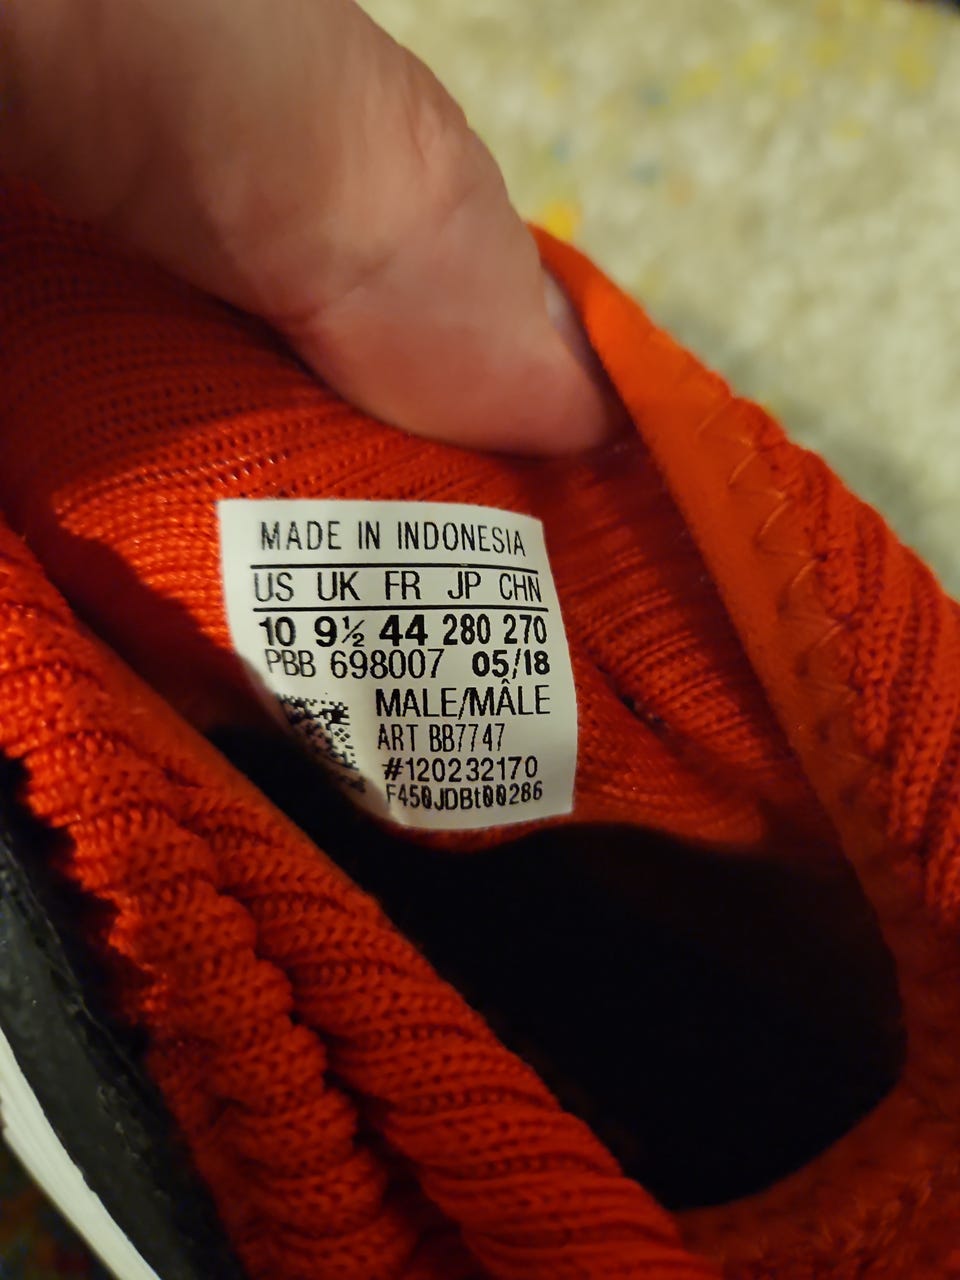 MADE IN INDONESIA
US UK FR JP CHN
10 9½ 44 280 270
PBB 698007 05/18
MALE/MÂLE
ART BB7747
#120232170
F450JDBt00286